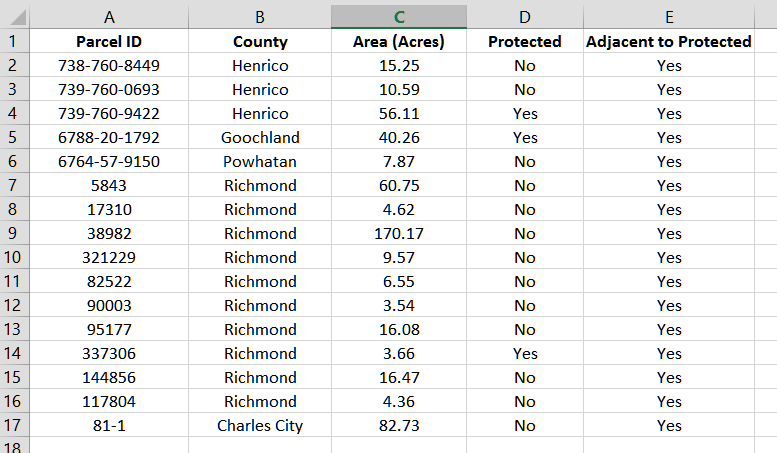 A B C D E
1 Parcel ID County Area (Acres) Protected Adjacent to Protected
2 738-760-8449 Henrico 15.25 No Yes
3 739-760-0693 Henrico 10.59 No Yes
4 739-760-9422 Henrico 56.11 Yes Yes
5 6788-20-1792 Goochland 40.26 Yes Yes
6 6764-57-9150 Powhatan 7.87 No Yes
7 5843 Richmond 60.75 No Yes
8 17310 Richmond 4.62 No Yes
9 38982 Richmond 170.17 No Yes
10 321229 Richmond 9.57 No Yes
11 82522 Richmond 6.55 No Yes
12 90003 Richmond 3.54 No Yes
13 95177 Richmond 16.08 No Yes
14 337306 Richmond 3.66 Yes Yes
15 144856 Richmond 16.47 No Yes
16 117804 Richmond 4.36 No Yes
17 81-1 Charles City 82.73 No Yes
18